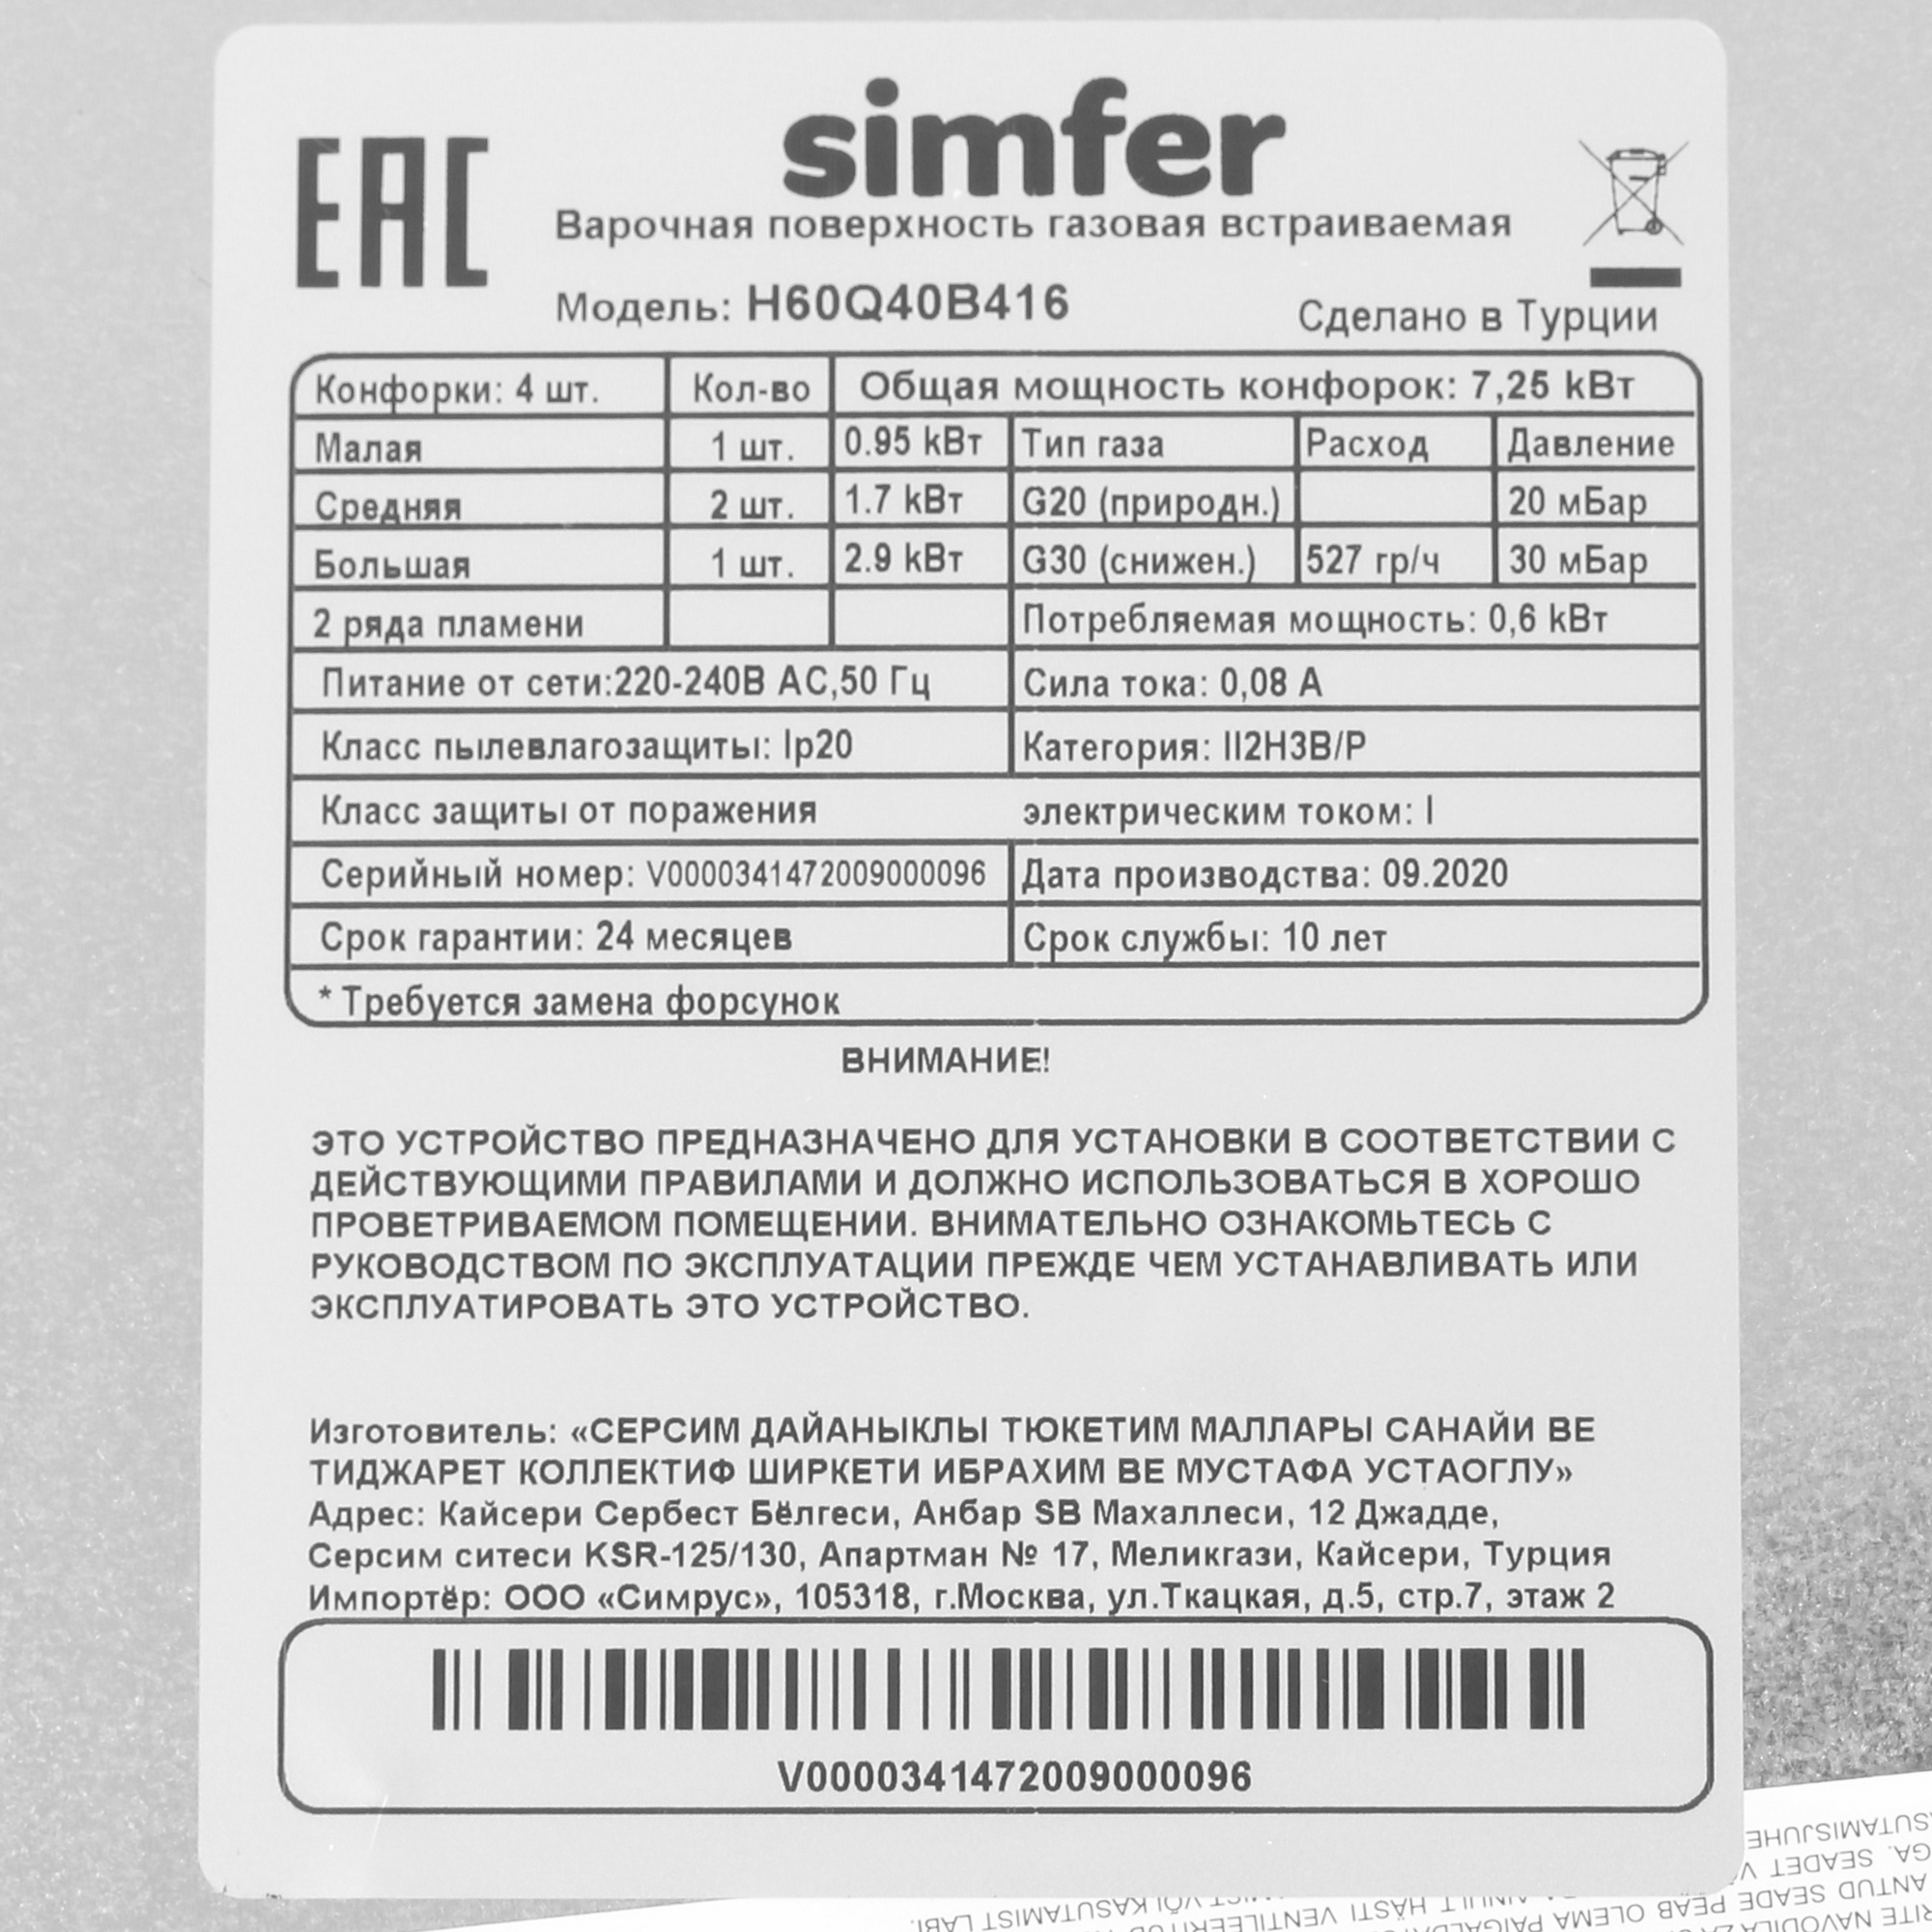 EAC
simfer
Варочная поверхность газовая встраиваемая
Модель: H60Q40B416
Сделано в Турции
Конфорки: 4 шт. Кол-во Общая мощность конфорок: 7,25 kВт
Малая 1 шт. 0.95 kВт Тип газа Расход Давление
Средняя 2 шт. 1.7 kВт G20 (природн.) 20 мБар
Большая 1 шт. 2.9 kВт G30 (снижен.) 527 гр/ч 30 мБар
2 ряда пламени Потребляемая мощность: 0,6 kВт
Питание от сети:220-240В AC,50 Гц Сила тока: 0,08 А
Класс пылевлагозащиты: Ip20 Категория: II2H3B/P
Класс защиты от поражения электрическим током: I
Серийный номер: V0000341472009000096 Дата производства: 09.2020
Срок гарантии: 24 месяцев Срок службы: 10 лет
* Требуется замена форсунок
ВНИМАНИЕ!
ЭТО УСТРОЙСТВО ПРЕДНАЗНАЧЕНО ДЛЯ УСТАНОВКИ В СООТВЕТСТВИИ С
ДЕЙСТВУЮЩИМИ ПРАВИЛАМИ И ДОЛЖНО ИСПОЛЬЗОВАТЬСЯ В ХОРОШО
ПРОВЕТРИВАЕМОМ ПОМЕЩЕНИИ. ВНИМАТЕЛЬНО ОЗНАКОМЬТЕСЬ С
РУКОВОДСТВОМ ПО ЭКСПЛУАТАЦИИ ПРЕЖДЕ ЧЕМ УСТАНАВЛИВАТЬ ИЛИ
ЭКСПЛУАТИРОВАТЬ ЭТО УСТРОЙСТВО.
Изготовитель: «СЕРСИМ ДАЙАНЫКЛЫ ТЮКЕТИМ МАЛЛАРЫ САНАЙИ ВЕ
ТИДЖАРЕТ КОЛЛЕКТИФ ШИРКЕТИ ИБРАХИМ ВЕ МУСТАФА УСТАОГЛУ»
Адрес: Кайсери Сербест Бёлгеси, Анбар SB Махаллеси, 12 Джадде,
Серсим ситеси KSR-125/130, Апартман № 17, Меликгази, Кайсери, Турция
Импортёр: ООО «Симрус», 105318, г.Москва, ул.Ткацкая, д.5, стр.7, этаж 2
V0000341472009000096